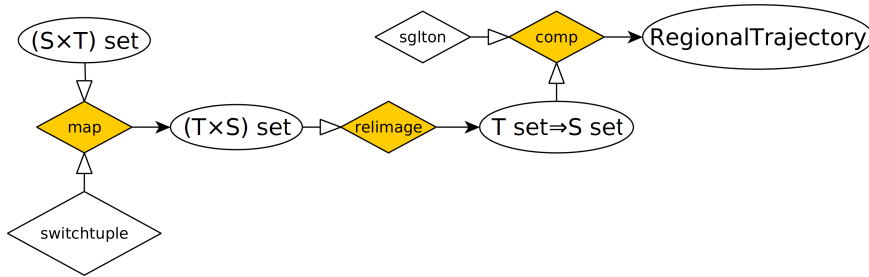 (S×T) set
sglton
comp
RegionalTrajectory
map
(T×S) set
relimage
T set⇒S set
switchtuple